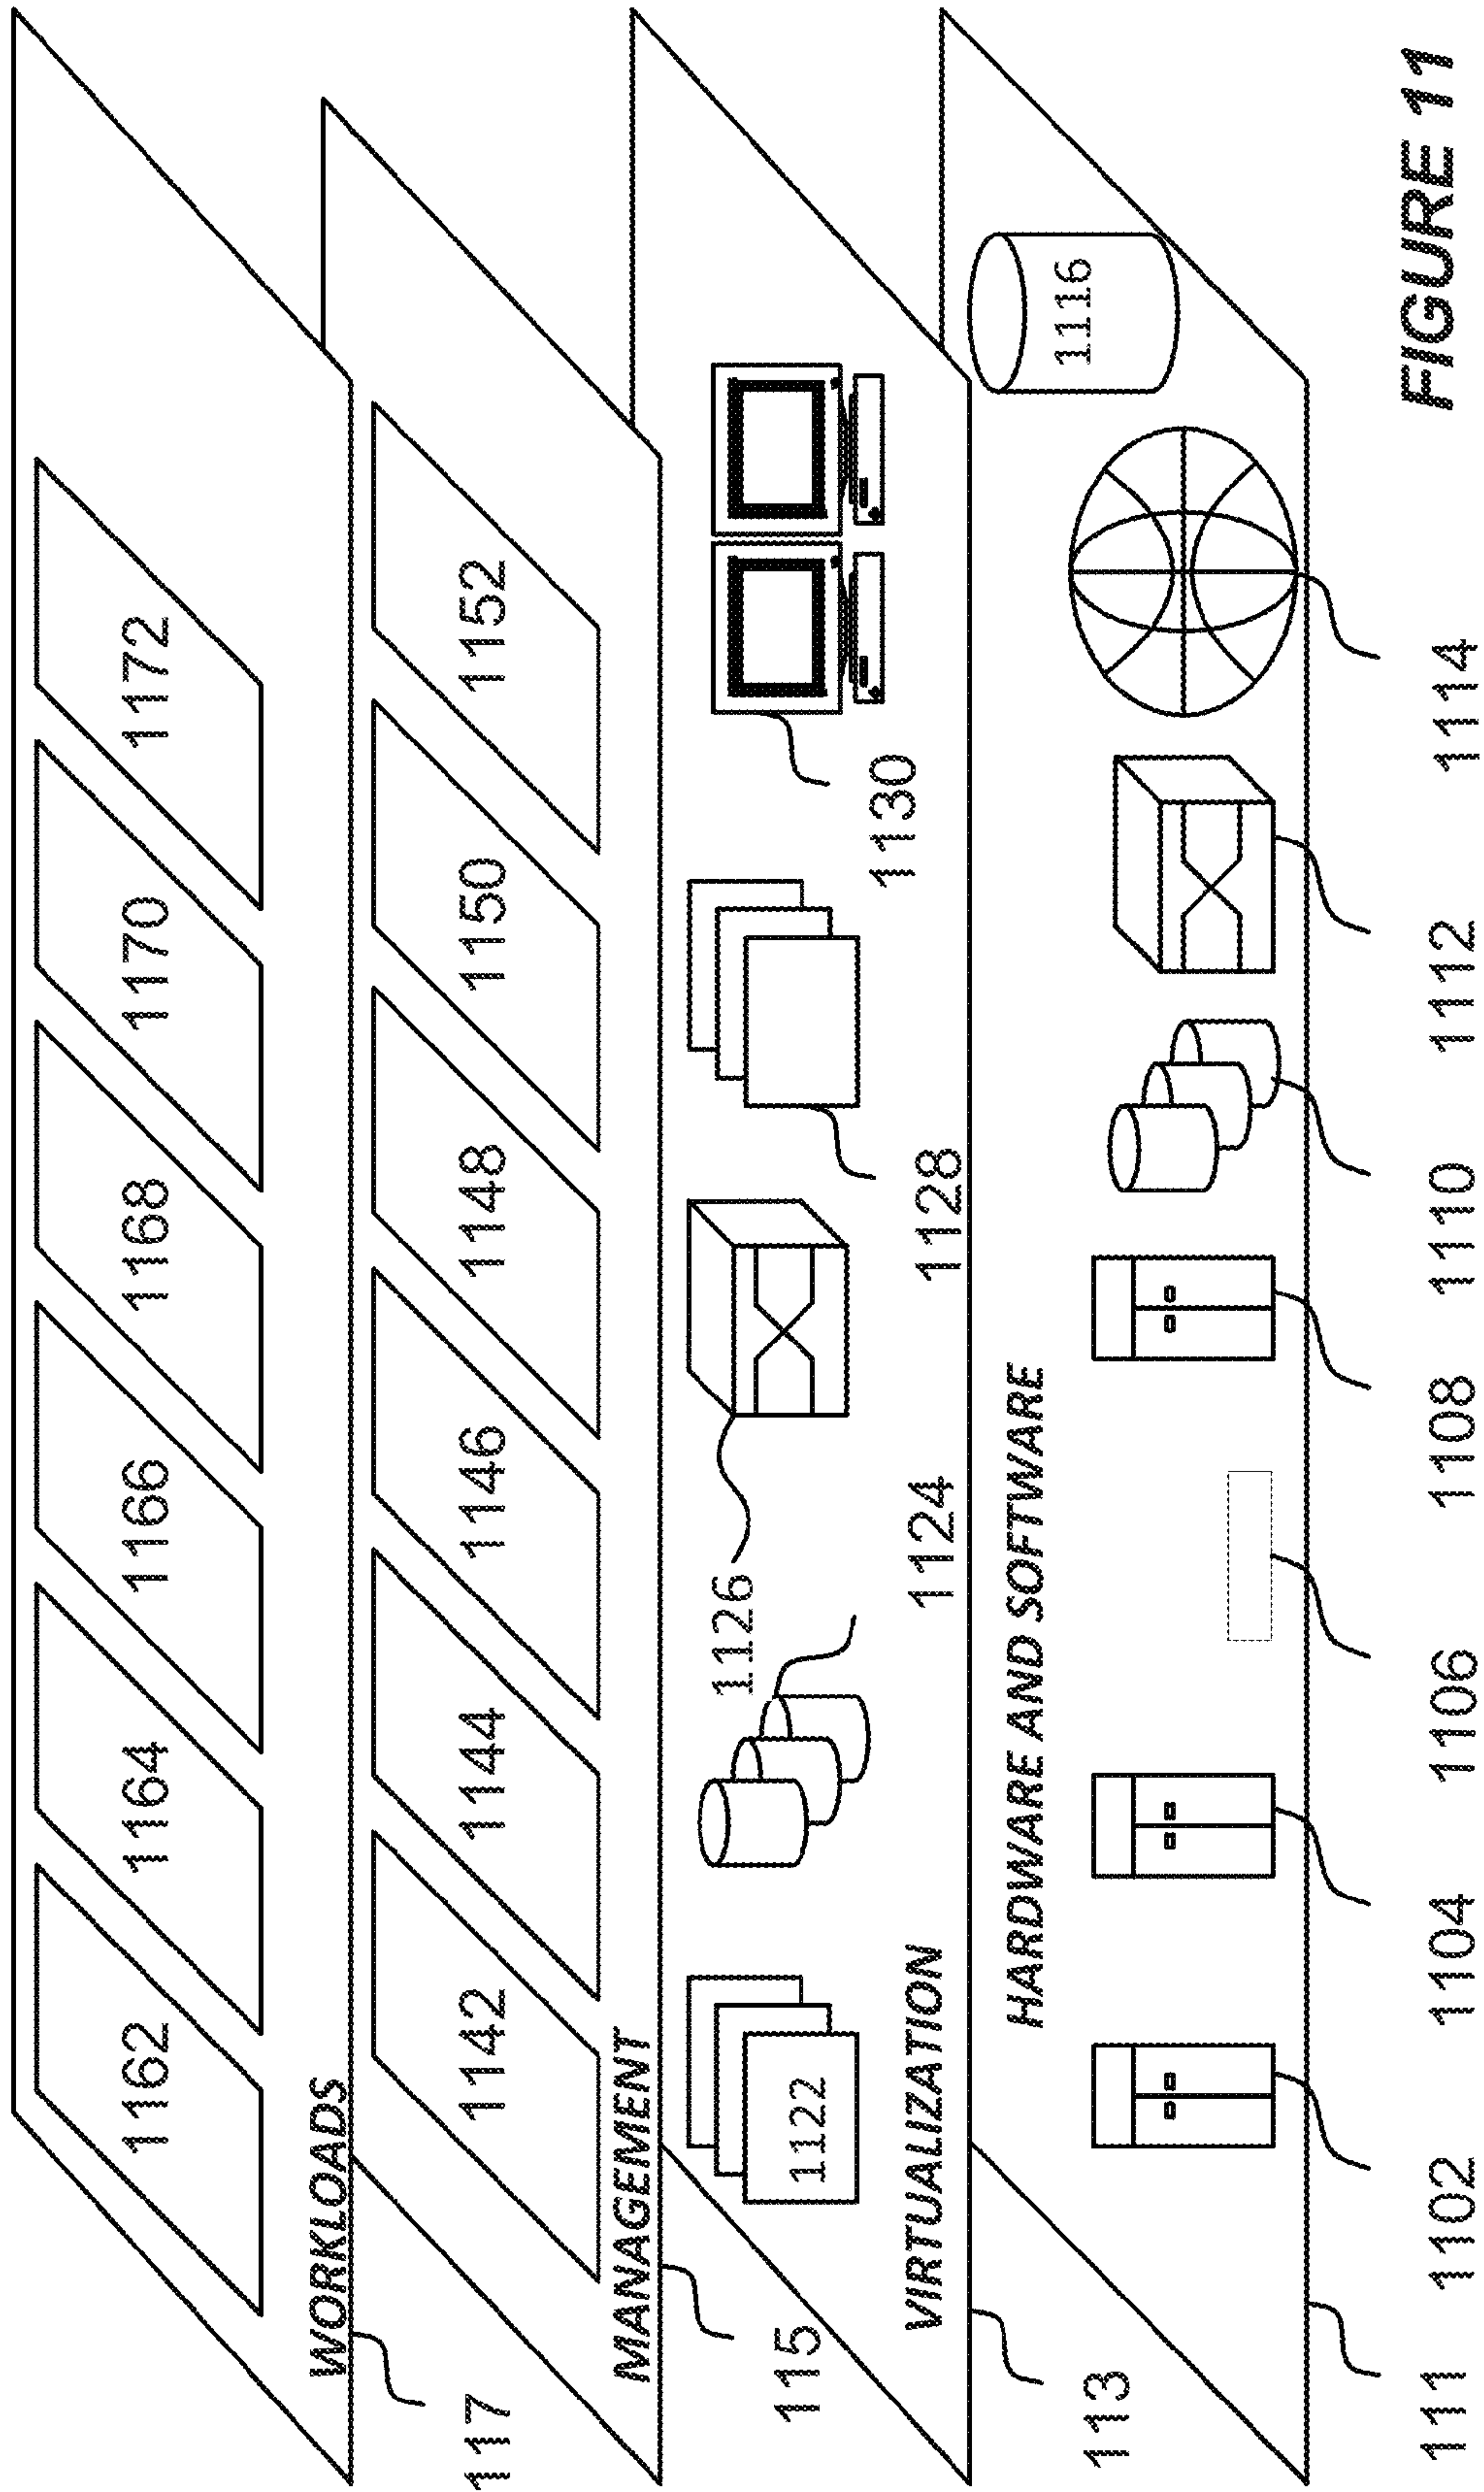 1162 1164 1166 1168 1170 1172
WORKLOADS
117
1142 1144 1146 1148 1150 1152
MANAGEMENT
115
1122
1126
1124
1128
1130
VIRTUALIZATION
113
HARDWARE AND SOFTWARE
1116
111 1102 1104 1106 1108 1110 1112 1114
FIGURE 11